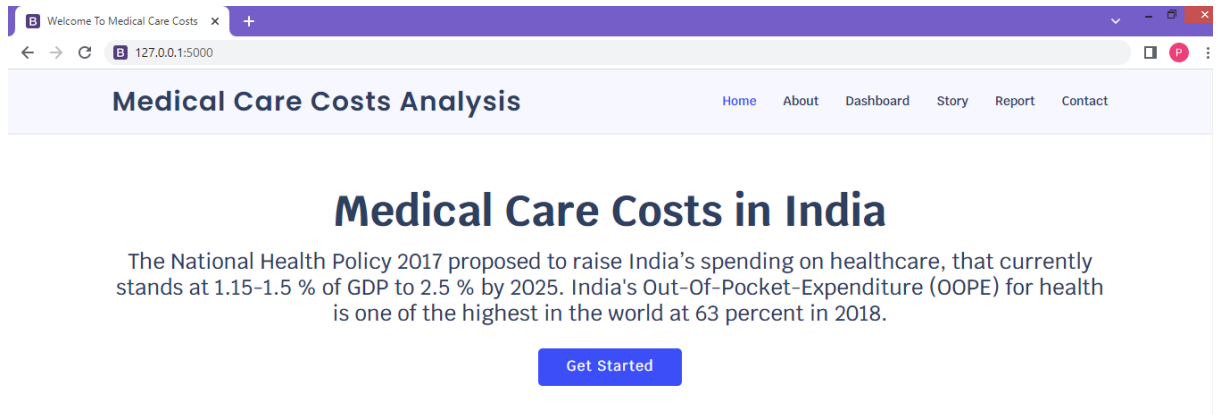 B Welcome To Medical Care Costs
B 127.0.0.1:5000
P
Medical Care Costs Analysis
Home About Dashboard Story Report Contact
Medical Care Costs in India
The National Health Policy 2017 proposed to raise India’s spending on healthcare, that currently
stands at 1.15-1.5 % of GDP to 2.5 % by 2025. India's Out-Of-Pocket-Expenditure (OOPE) for health
is one of the highest in the world at 63 percent in 2018.
Get Started